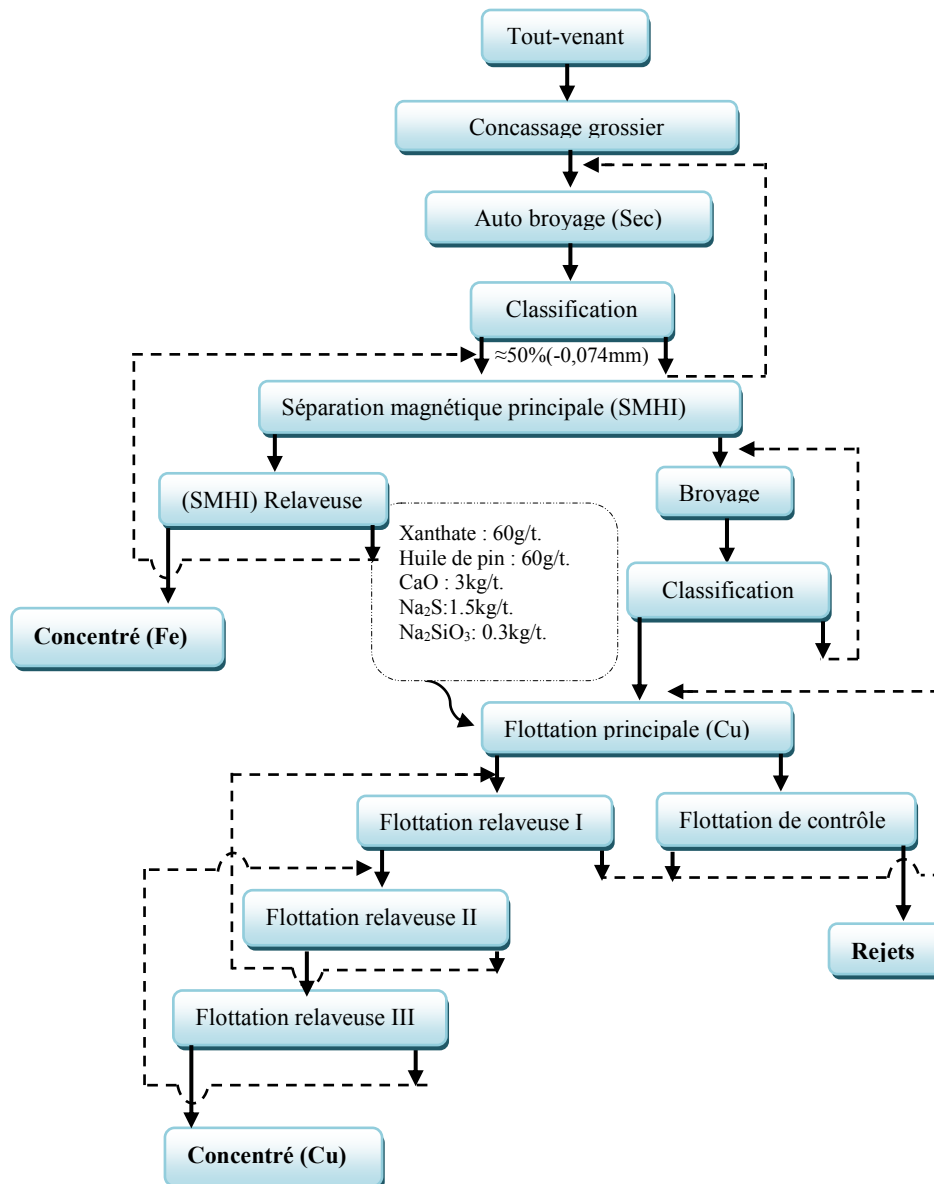 Tout-venant
Concassage grossier
Auto broyage (Sec)
Classification
≈50%(-0,074mm)
Séparation magnétique principale (SMHI)
(SMHI) Relaveuse
Broyage
Xanthate : 60g/t.
Huile de pin : 60g/t.
CaO : 3kg/t.
Na₂S:1.5kg/t.
Na₂SiO₃: 0.3kg/t.
Classification
Concentré (Fe)
Flottation principale (Cu)
Flottation relaveuse I
Flottation de contrôle
Flottation relaveuse II
Rejets
Flottation relaveuse III
Concentré (Cu)